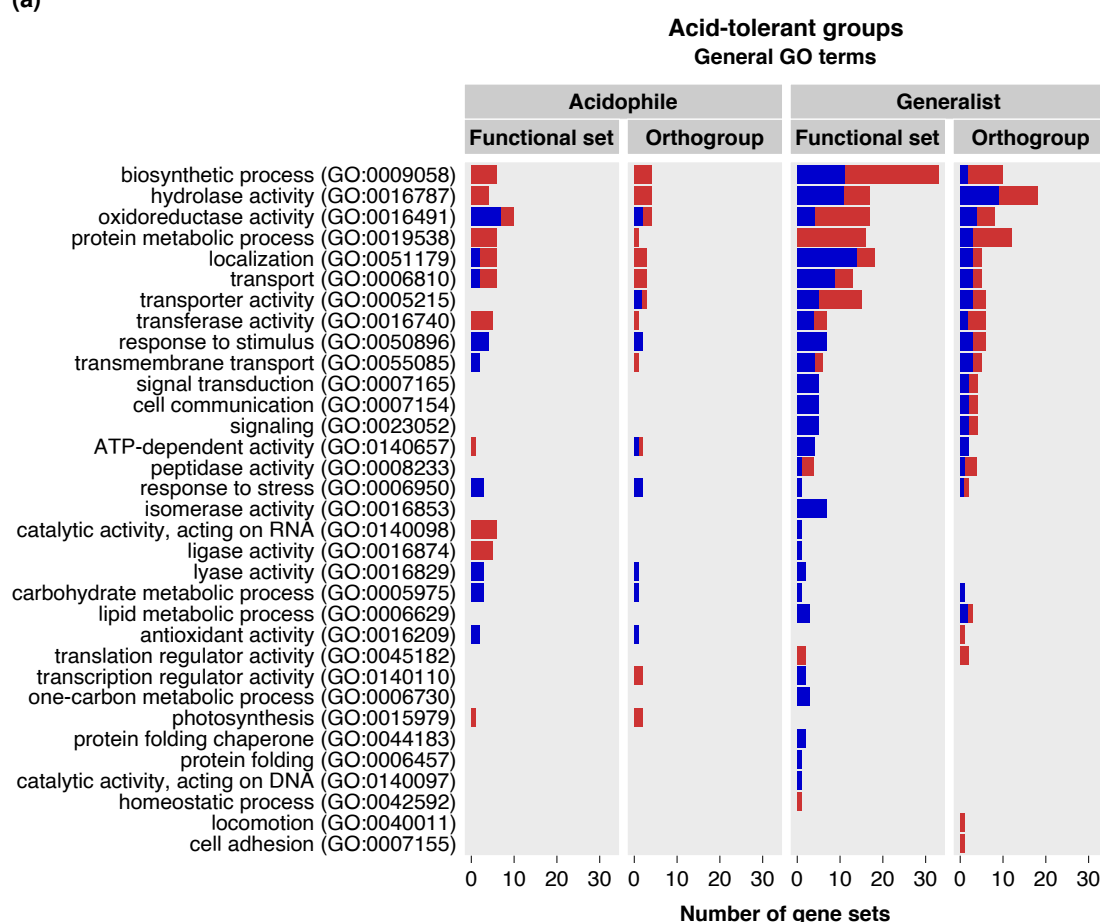 (a)
Acid-tolerant groups
General GO terms
Acidophile Generalist
Functional set Orthogroup Functional set Orthogroup
biosynthetic process (GO:0009058)
hydrolase activity (GO:0016787)
oxidoreductase activity (GO:0016491)
protein metabolic process (GO:0019538)
localization (GO:0051179)
transport (GO:0006810)
transporter activity (GO:0005215)
transferase activity (GO:0016740)
response to stimulus (GO:0050896)
transmembrane transport (GO:0055085)
signal transduction (GO:0007165)
cell communication (GO:0007154)
signaling (GO:0023052)
ATP-dependent activity (GO:0140657)
peptidase activity (GO:0008233)
response to stress (GO:0006950)
isomerase activity (GO:0016853)
catalytic activity, acting on RNA (GO:0140098)
ligase activity (GO:0016874)
lyase activity (GO:0016829)
carbohydrate metabolic process (GO:0005975)
lipid metabolic process (GO:0006629)
antioxidant activity (GO:0016209)
translation regulator activity (GO:0045182)
transcription regulator activity (GO:0140110)
one-carbon metabolic process (GO:0006730)
photosynthesis (GO:0015979)
protein folding chaperone (GO:0044183)
protein folding (GO:0006457)
catalytic activity, acting on DNA (GO:0140097)
homeostatic process (GO:0042592)
locomotion (GO:0040011)
cell adhesion (GO:0007155)
0 10 20 30 0 10 20 30 0 10 20 30 0 10 20 30
Number of gene sets